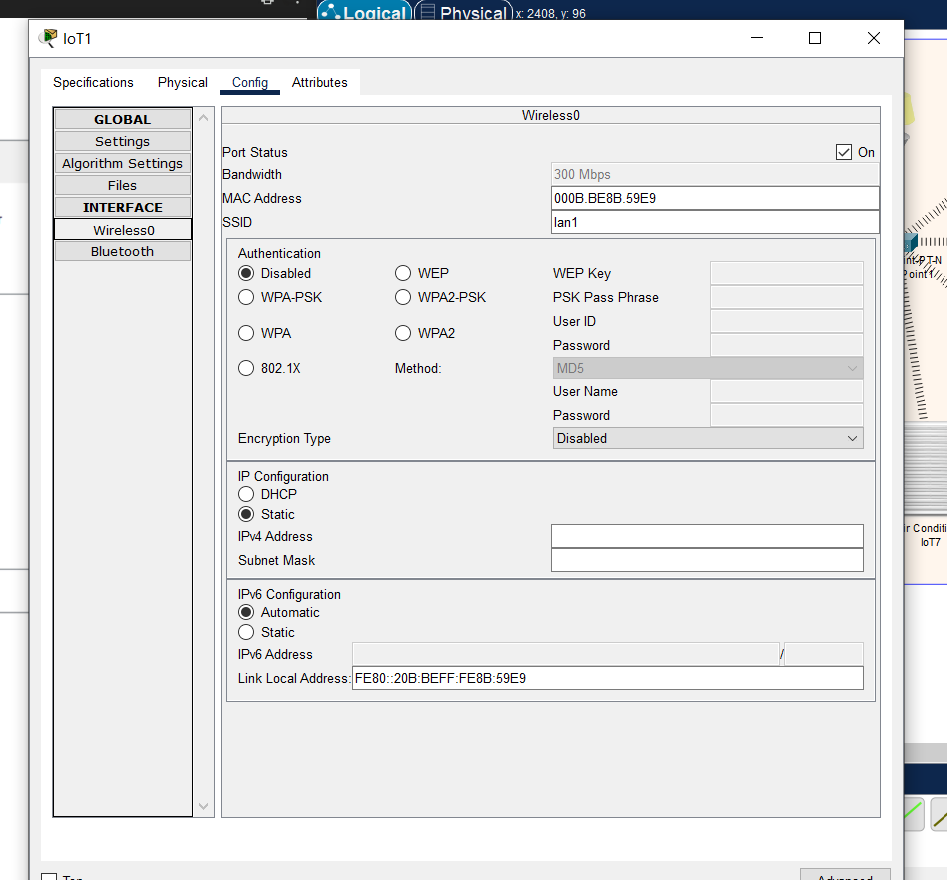 Logical Physical x: 2408, y: 96
IoT1
Specifications Physical Config Attributes
GLOBAL
Settings
Algorithm Settings
Files
INTERFACE
Wireless0
Bluetooth
Wireless0
Port Status On
Bandwidth 300 Mbps
MAC Address 000B.BE8B.59E9
SSID lan1
Authentication
Disabled WEP WEP Key
WPA-PSK WPA2-PSK PSK Pass Phrase
User ID
WPA WPA2
Password
802.1X Method: MD5
User Name
Password
Encryption Type Disabled
IP Configuration
DHCP
Static
IPv4 Address
Subnet Mask
IPv6 Configuration
Automatic
Static
IPv6 Address /
Link Local Address: FE80::20B:BEFF:FE8B:59E9
Top
Advanced
nt-PT-N
Point1
ir Conditi
IoT7